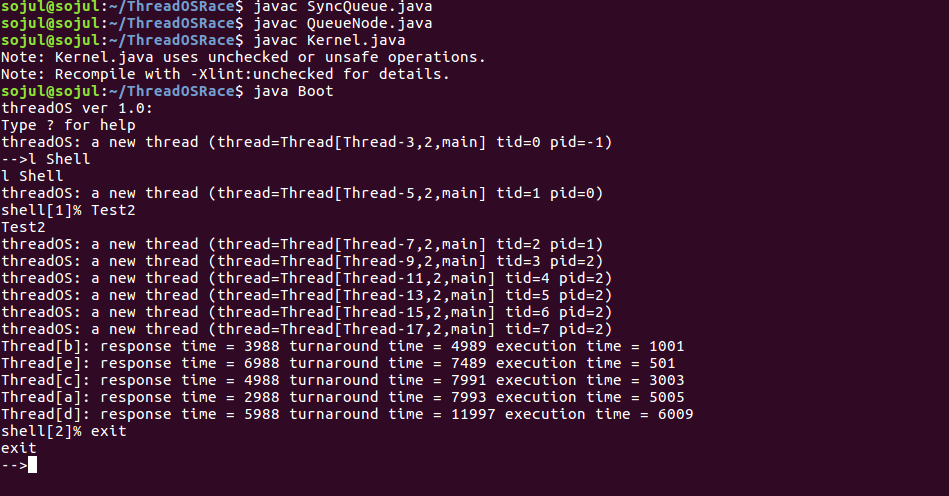 sojul@sojul:~/ThreadOSRace$ javac SyncQueue.java
sojul@sojul:~/ThreadOSRace$ javac QueueNode.java
sojul@sojul:~/ThreadOSRace$ javac Kernel.java
Note: Kernel.java uses unchecked or unsafe operations.
Note: Recompile with -Xlint:unchecked for details.
sojul@sojul:~/ThreadOSRace$ java Boot
threadOS ver 1.0:
Type ? for help
threadOS: a new thread (thread=Thread[Thread-3,2,main] tid=0 pid=-1)
-->l Shell
l Shell
threadOS: a new thread (thread=Thread[Thread-5,2,main] tid=1 pid=0)
shell[1]% Test2
Test2
threadOS: a new thread (thread=Thread[Thread-7,2,main] tid=2 pid=1)
threadOS: a new thread (thread=Thread[Thread-9,2,main] tid=3 pid=2)
threadOS: a new thread (thread=Thread[Thread-11,2,main] tid=4 pid=2)
threadOS: a new thread (thread=Thread[Thread-13,2,main] tid=5 pid=2)
threadOS: a new thread (thread=Thread[Thread-15,2,main] tid=6 pid=2)
threadOS: a new thread (thread=Thread[Thread-17,2,main] tid=7 pid=2)
Thread[b]: response time = 3988 turnaround time = 4989 execution time = 1001
Thread[e]: response time = 6988 turnaround time = 7489 execution time = 501
Thread[c]: response time = 4988 turnaround time = 7991 execution time = 3003
Thread[a]: response time = 2988 turnaround time = 7993 execution time = 5005
Thread[d]: response time = 5988 turnaround time = 11997 execution time = 6009
shell[2]% exit
exit
-->